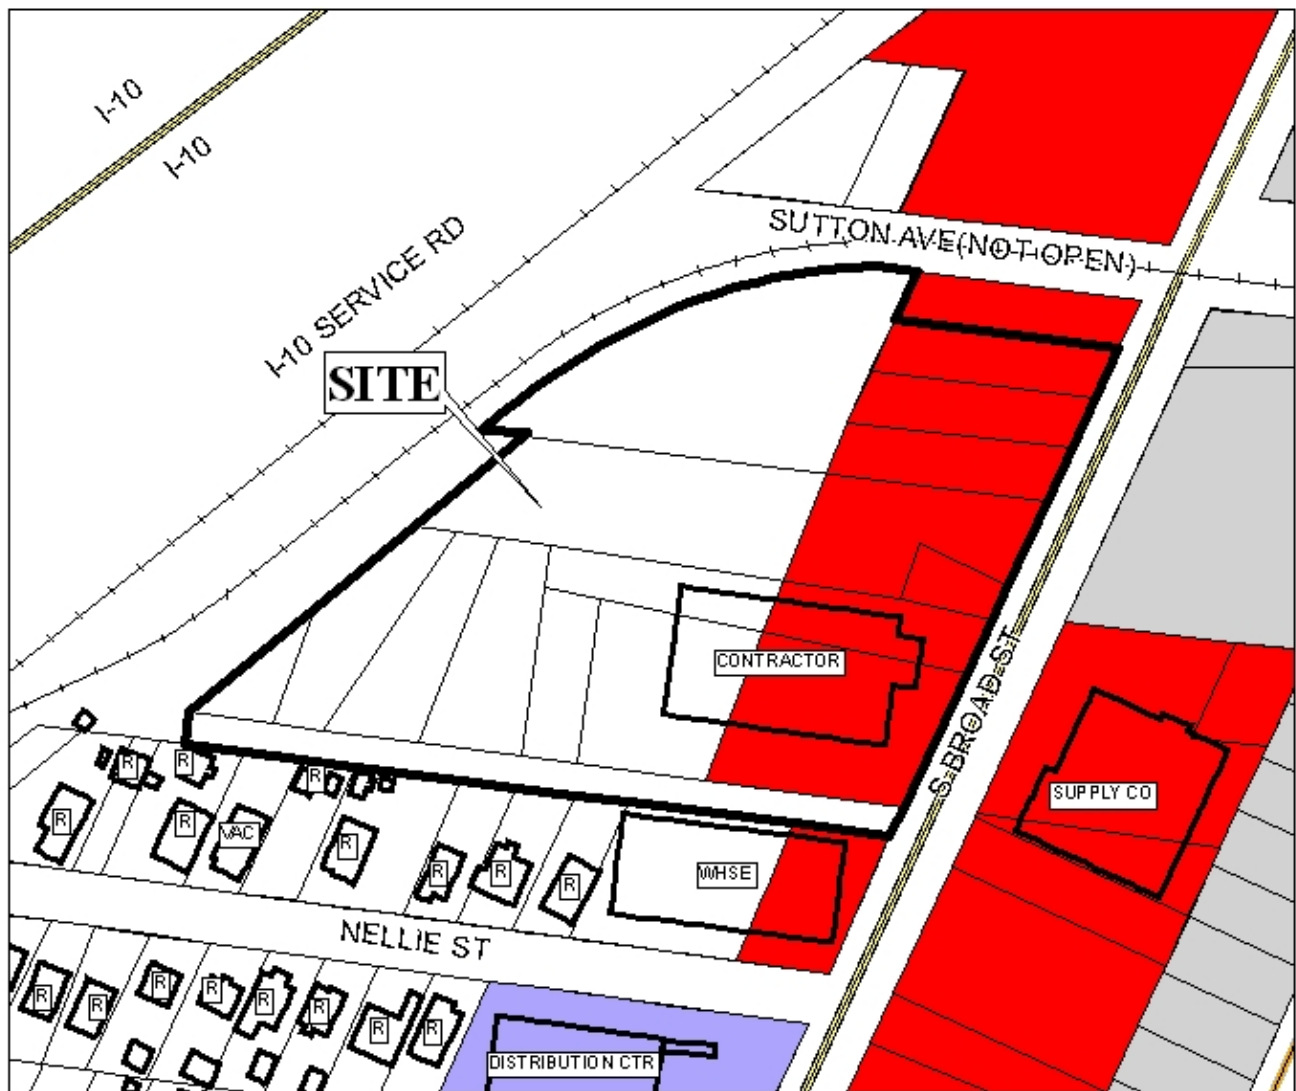 I-10
I-10
SUTTON AVE(NOT OPEN)
I-10 SERVICE RD
SITE
CONTRACTOR
S BROAD ST
SUPPLY CO
R
R
R
R
R
VAC
R
R
R
R
WHSE
NELLIE ST
R
R
R
R
R
R
R
R
DISTRIBUTION CTR